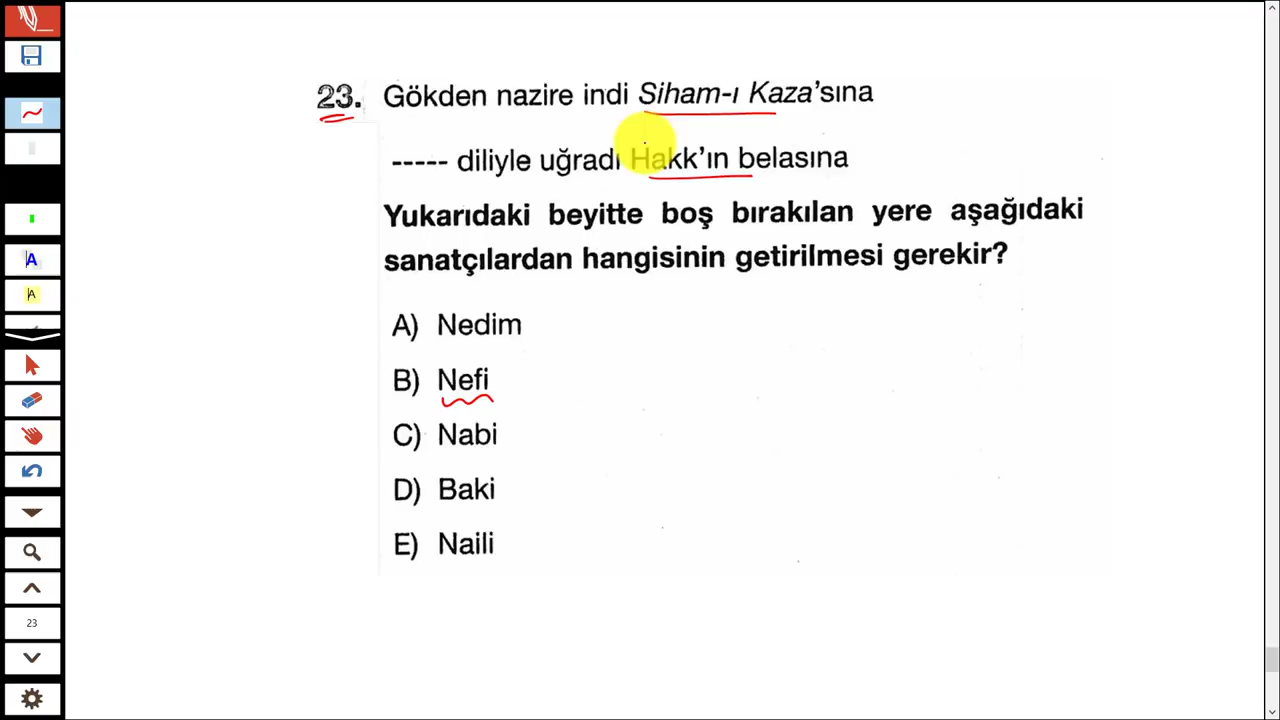 23. Gökden nazire indi Siham-ı Kaza'sına
----- diliyle uğradı Hakk'ın belasına
Yukarıdaki beyitte boş bırakılan yere aşağıdaki
sanatçılardan hangisinin getirilmesi gerekir?
A) Nedim
B) Nefi
C) Nabi
D) Baki
E) Naili
A
A
23